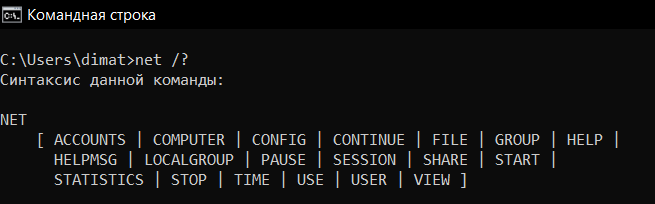 Командная строка
C:\Users\dimat>net /?
Синтаксис данной команды:
NET
[ ACCOUNTS | COMPUTER | CONFIG | CONTINUE | FILE | GROUP | HELP |
HELPMSG | LOCALGROUP | PAUSE | SESSION | SHARE | START |
STATISTICS | STOP | TIME | USE | USER | VIEW ]